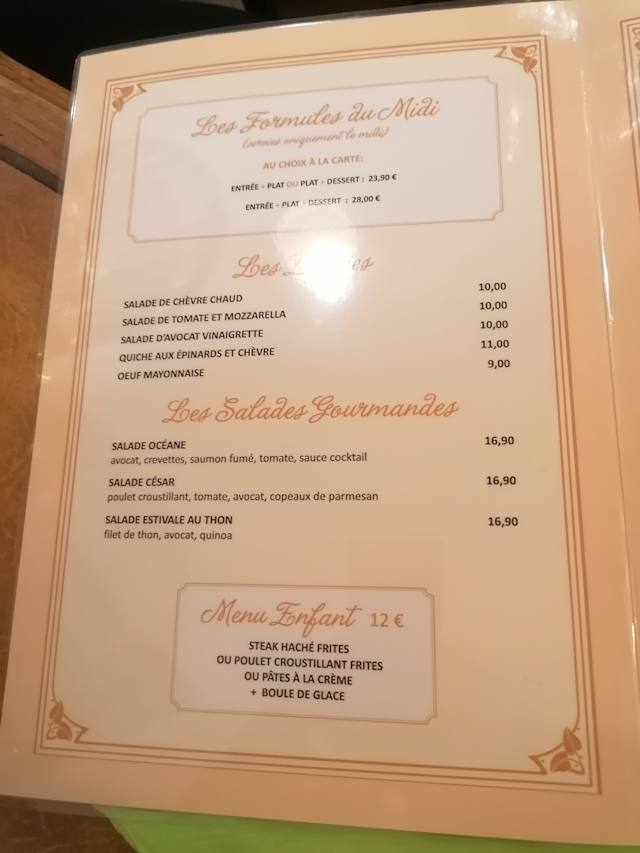 Les Formules du Midi
(servies uniquement le midi)
AU CHOIX À LA CARTE:
ENTRÉE + PLAT OU PLAT + DESSERT : 23,90 €
ENTRÉE + PLAT + DESSERT : 28,00 €
Les
SALADE DE CHÈVRE CHAUD 10,00
SALADE DE TOMATE ET MOZZARELLA 10,00
SALADE D'AVOCAT VINAIGRETTE 10,00
QUICHE AUX ÉPINARDS ET CHÈVRE 11,00
OEUF MAYONNAISE 9,00
Les Salades Gourmandes
SALADE OCÉANE 16,90
avocat, crevettes, saumon fumé, tomate, sauce cocktail
SALADE CÉSAR 16,90
poulet croustillant, tomate, avocat, copeaux de parmesan
SALADE ESTIVALE AU THON 16,90
filet de thon, avocat, quinoa
Menu Enfant 12 €
STEAK HACHÉ FRITES
OU POULET CROUSTILLANT FRITES
OU PÂTES À LA CRÈME
+ BOULE DE GLACE